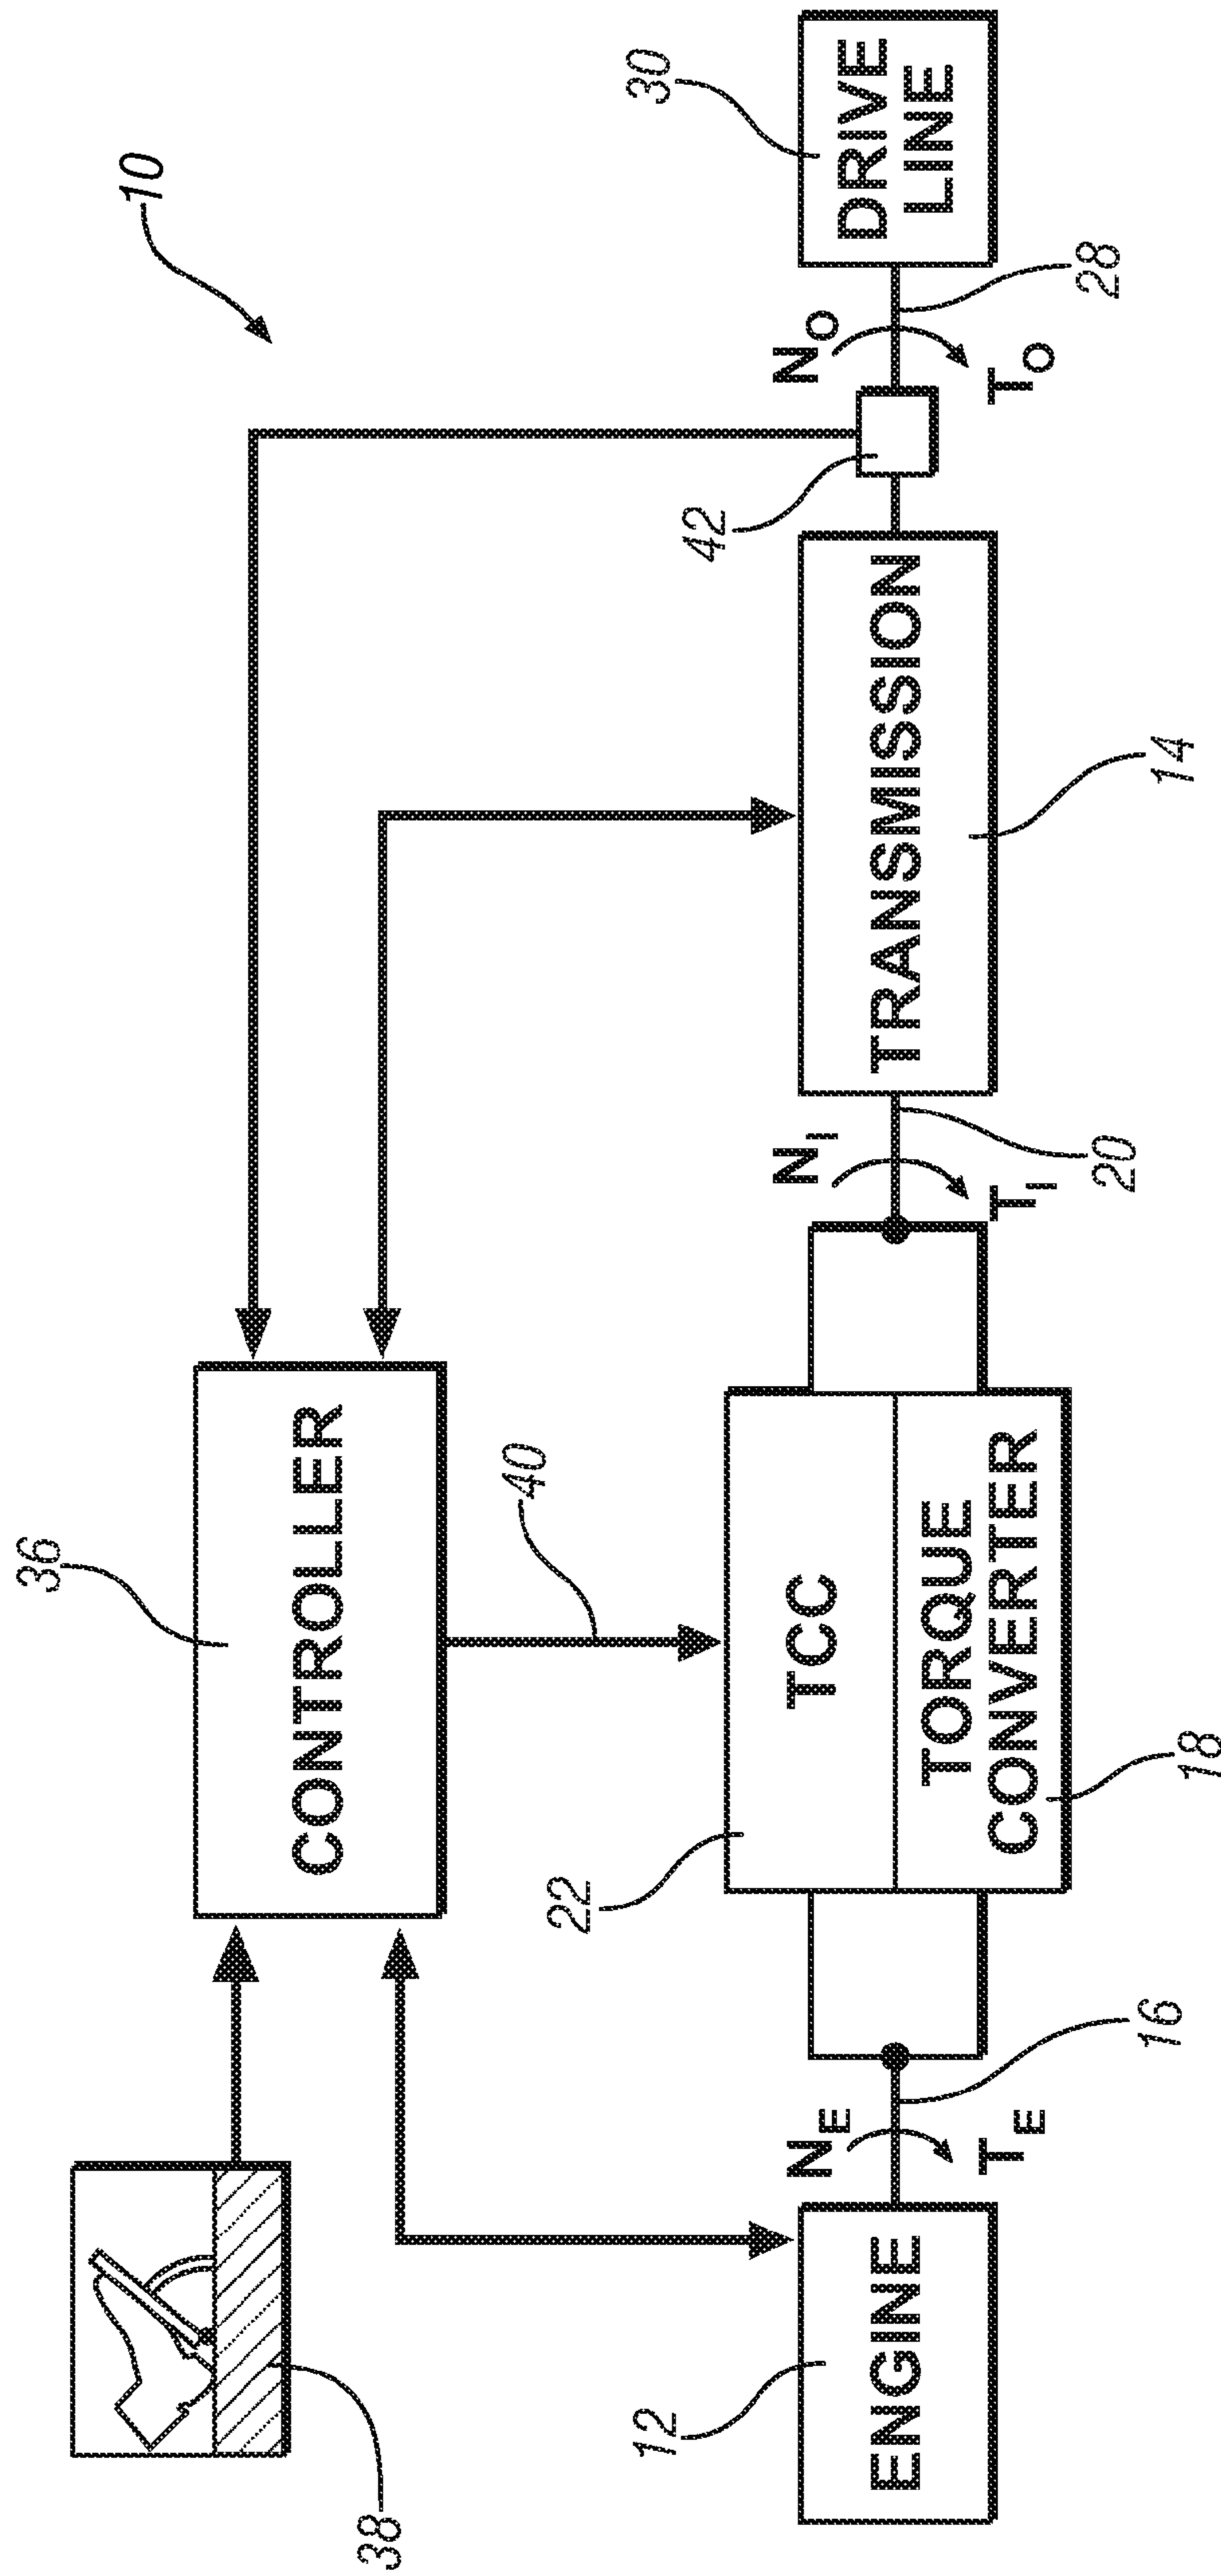 10
36
CONTROLLER
38
40
12
ENGINE
N_E
T_E
16
22
TCC
TORQUE
CONVERTER
18
N_I
T_I
20
TRANSMISSION
14
42
N_O
T_O
28
30
DRIVE
LINE